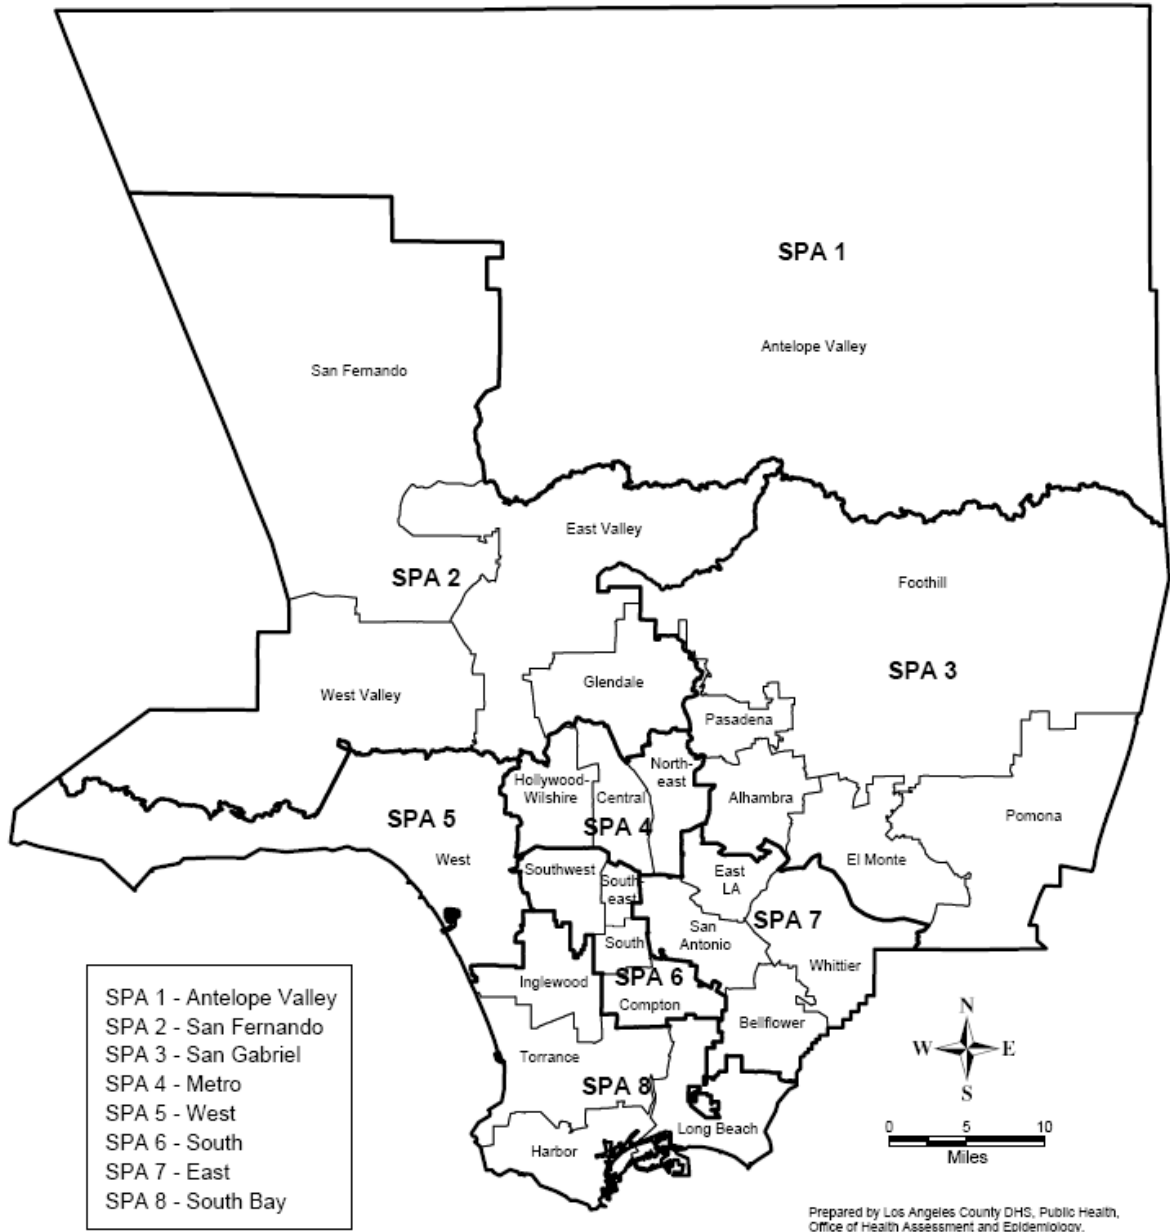 SPA 1
Antelope Valley
San Fernando
East Valley
SPA 2
Foothill
SPA 3
Glendale
West Valley
Pasadena
North-
east
Hollywood-
Wilshire
Central
Alhambra
SPA 4
SPA 5
West
Pomona
El Monte
Southwest
South-
east
East
LA
SPA 7
San
Antonio
South
Whittier
Inglewood
SPA 6
Compton
Bellflower
Torrance
SPA 8
Long Beach
Harbor
SPA 1 - Antelope Valley
SPA 2 - San Fernando
SPA 3 - San Gabriel
SPA 4 - Metro
SPA 5 - West
SPA 6 - South
SPA 7 - East
SPA 8 - South Bay
N
W E
S
0 5 10
Miles
Prepared by Los Angeles County DHS, Public Health,
Office of Health Assessment and Epidemiology.